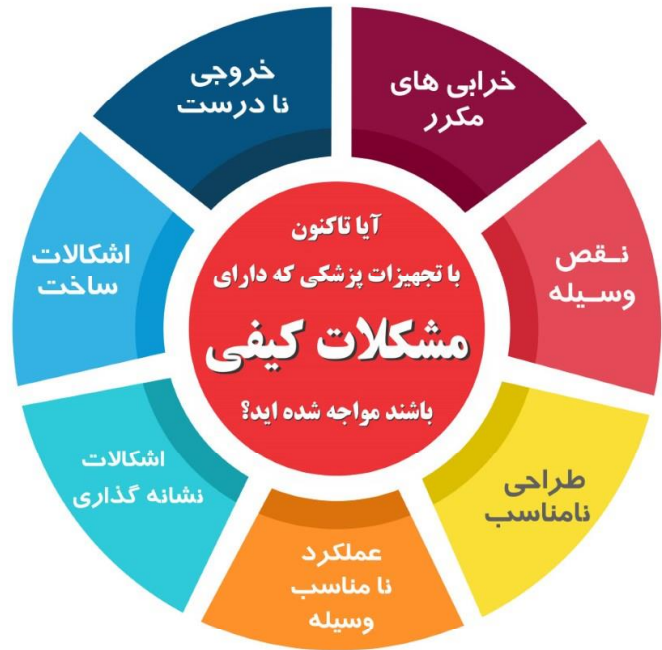 آیا تاکنون
با تجهیزات پزشکی که دارای
مشکلات کیفی
باشند مواجه شده اید؟
خرابی های
مکرر
نـقص
وسـیله
طراحی
نامناسب
عملکرد
نا مناسب
وسیله
اشکالات
نشانه گذاری
اشکالات
ساخت
خروجی
نا درست